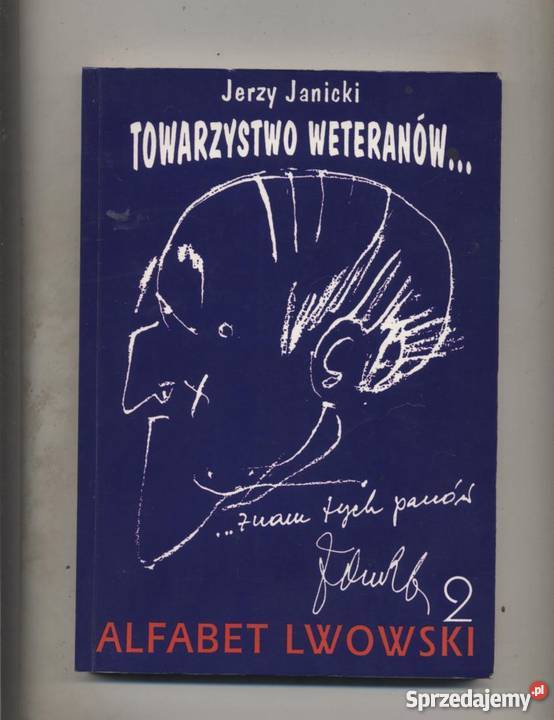 Jerzy Janicki
TOWARZYSTWO WETERANÓW...
...znam tych panów
2
ALFABET LWOWSKI
Sprzedajemy.pl